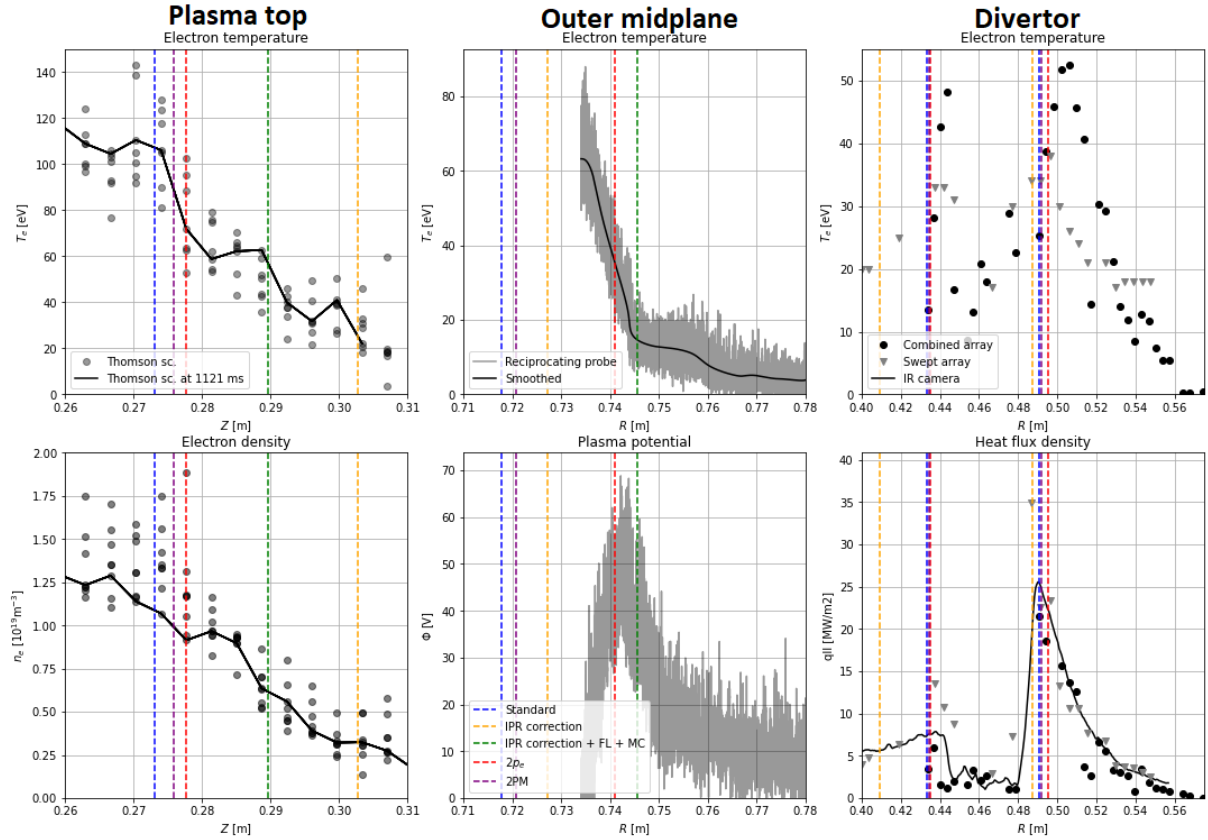 Plasma top
Outer midplane
Divertor
Electron temperature
Electron temperature
Electron temperature
140
120
100
80
60
40
20
0
Tₑ [eV]
Thomson sc.
Thomson sc. at 1121 ms
0.26 0.27 0.28 0.29 0.30 0.31
Z [m]
80
60
40
20
0
Tₑ [eV]
Reciprocating probe
Smoothed
0.71 0.72 0.73 0.74 0.75 0.76 0.77 0.78
R [m]
50
40
30
20
10
0
Tₑ [eV]
Combined array
Swept array
IR camera
0.40 0.42 0.44 0.46 0.48 0.50 0.52 0.54 0.56
R [m]
Electron density
Plasma potential
Heat flux density
2.00
1.75
1.50
1.25
1.00
0.75
0.50
0.25
0.00
nₑ [10¹⁹m⁻³]
0.26 0.27 0.28 0.29 0.30 0.31
Z [m]
70
60
50
40
30
20
10
0
Φ [V]
Standard
IPR correction
IPR correction + FL + MC
2pₑ
2PM
0.71 0.72 0.73 0.74 0.75 0.76 0.77 0.78
R [m]
40
35
30
25
20
15
10
5
0
qII [MW/m2]
0.40 0.42 0.44 0.46 0.48 0.50 0.52 0.54 0.56
R [m]